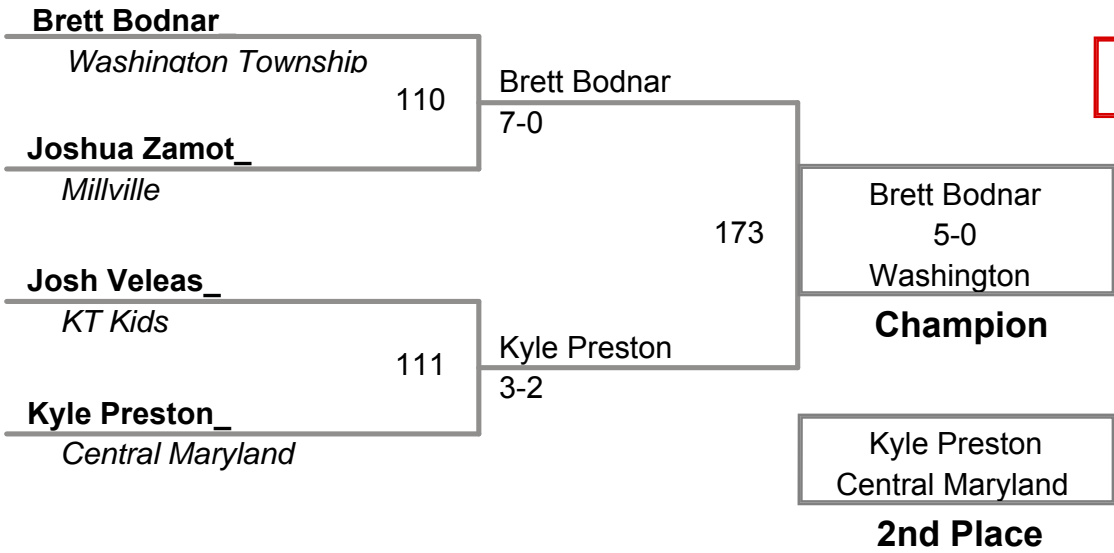 Brett Bodnar_
Washington Township
110
Brett Bodnar
7-0
Joshua Zamot_
Millville
173
Brett Bodnar
5-0
Washington
Champion
Josh Veleas_
KT Kids
111
Kyle Preston
3-2
Kyle Preston_
Central Maryland
Kyle Preston
Central Maryland
2nd Place